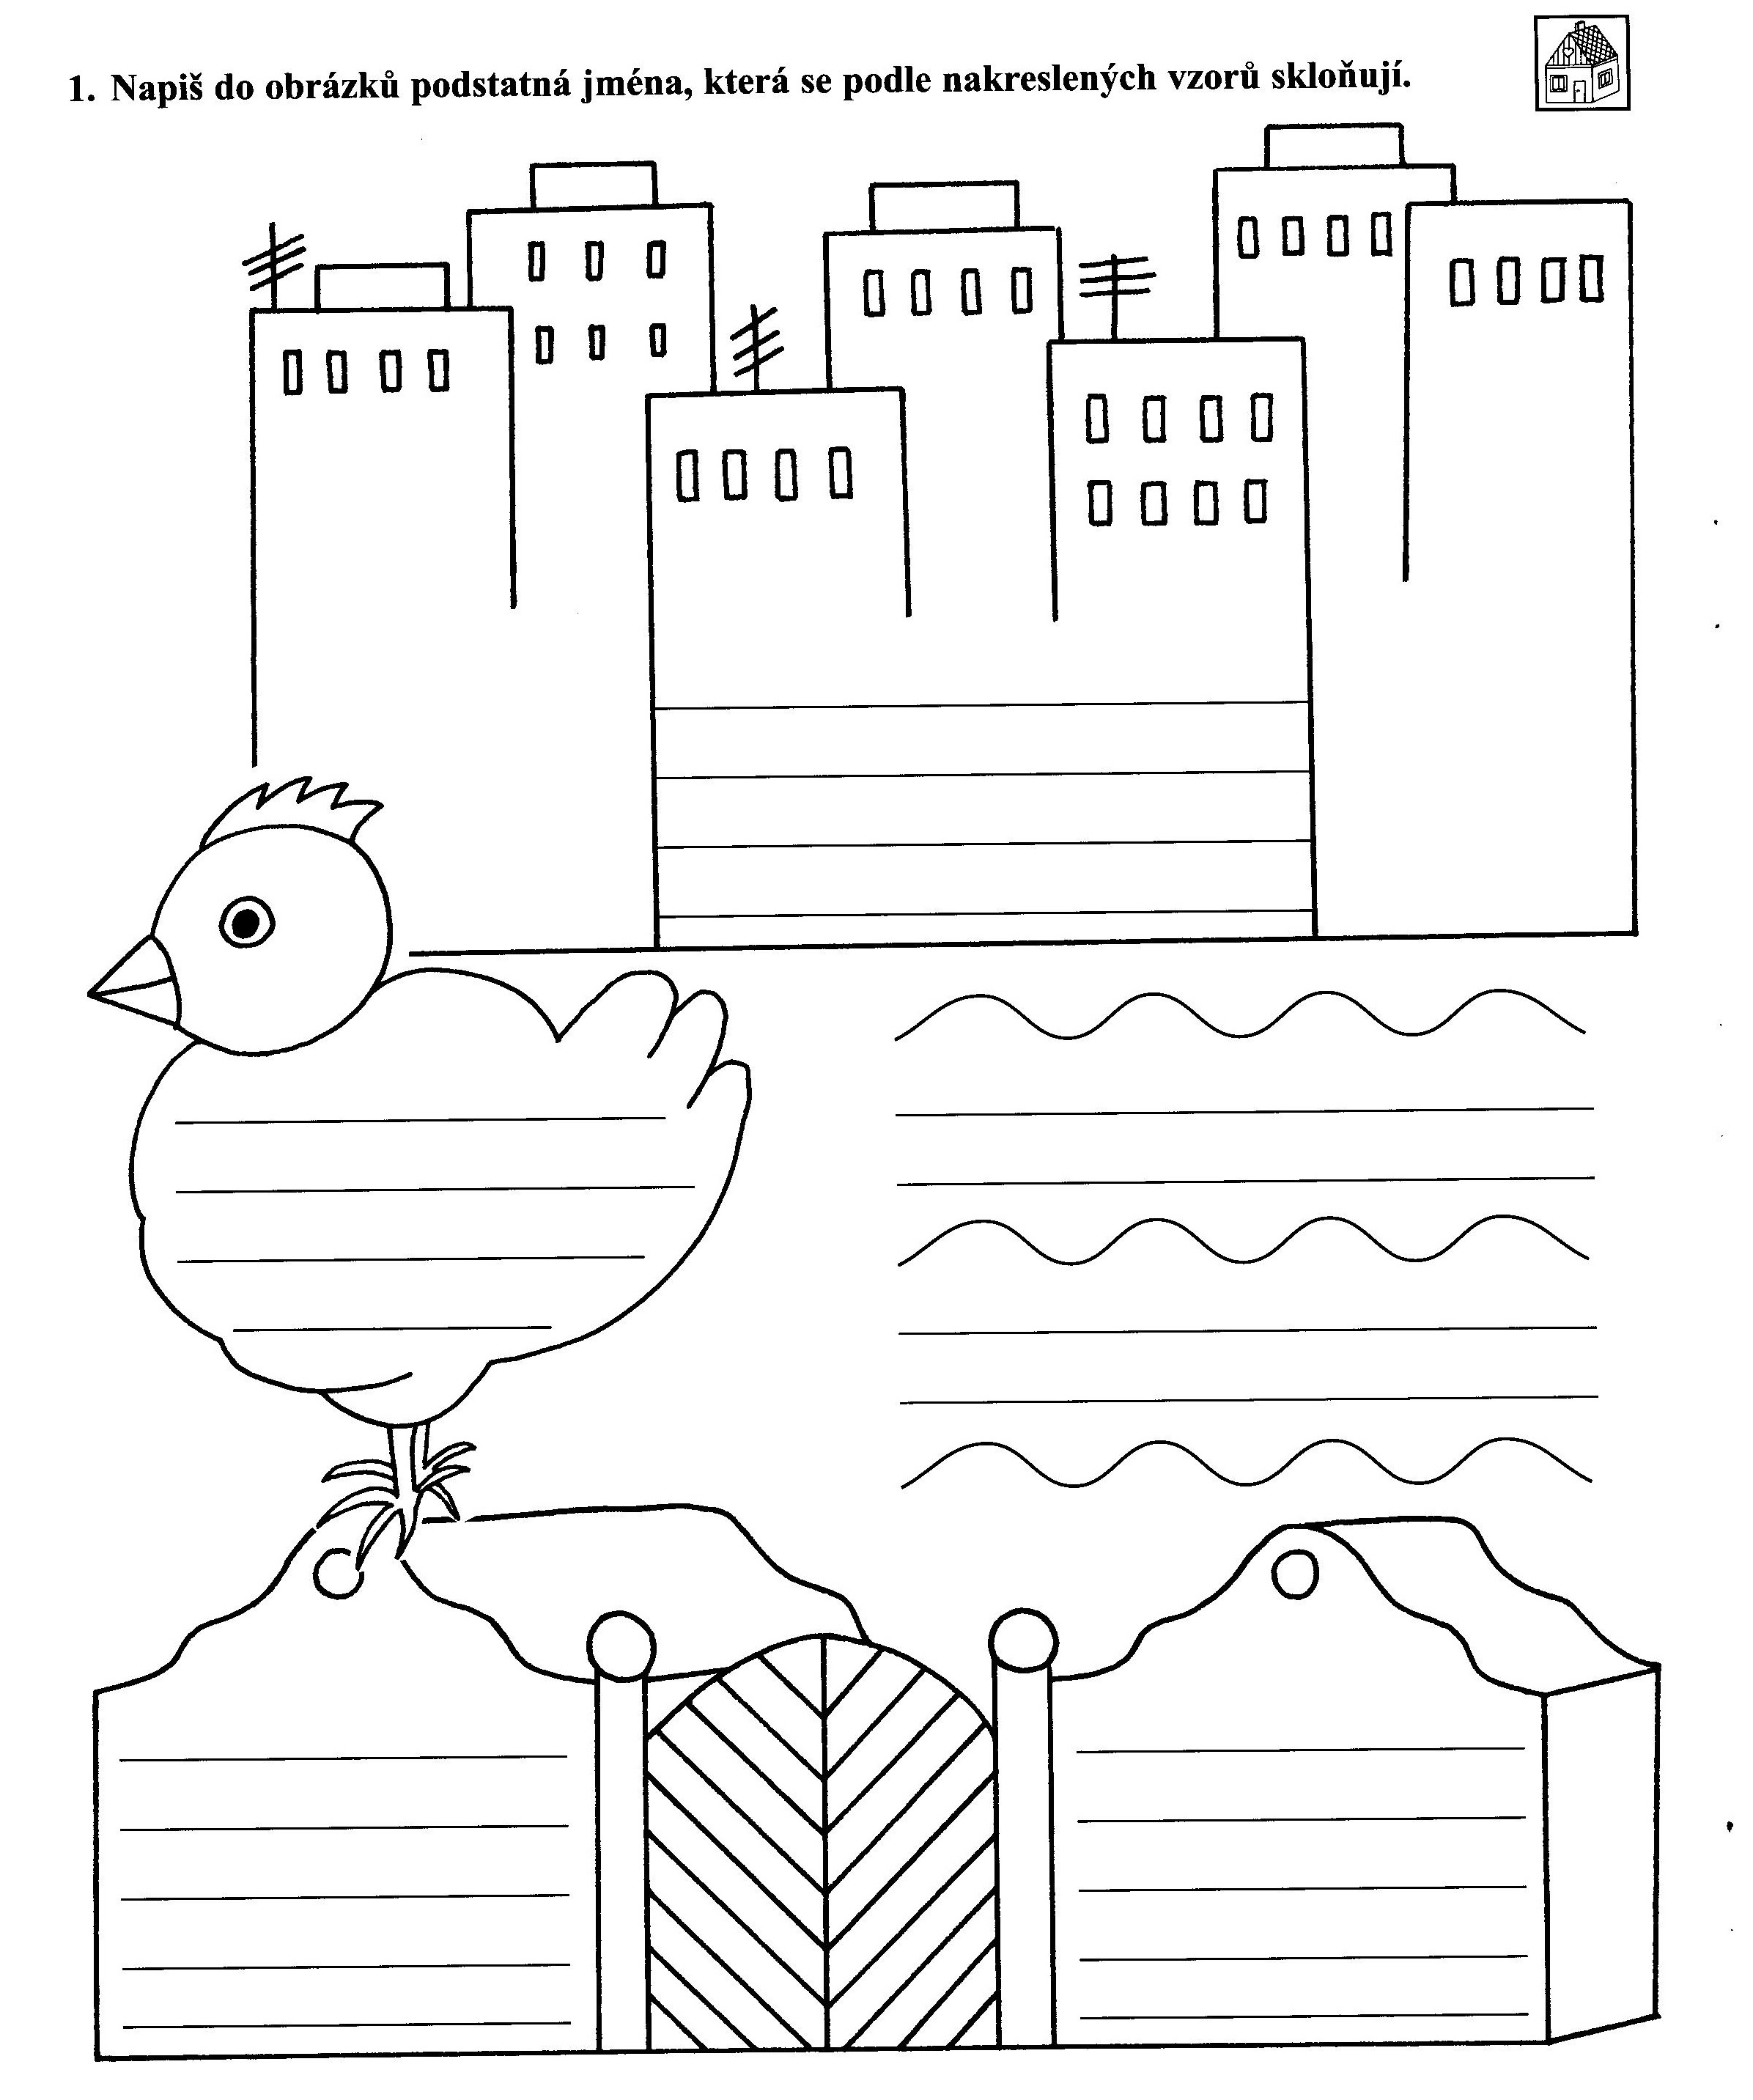 1. Napiš do obrázků podstatná jména, která se podle nakreslených vzorů skloňují.